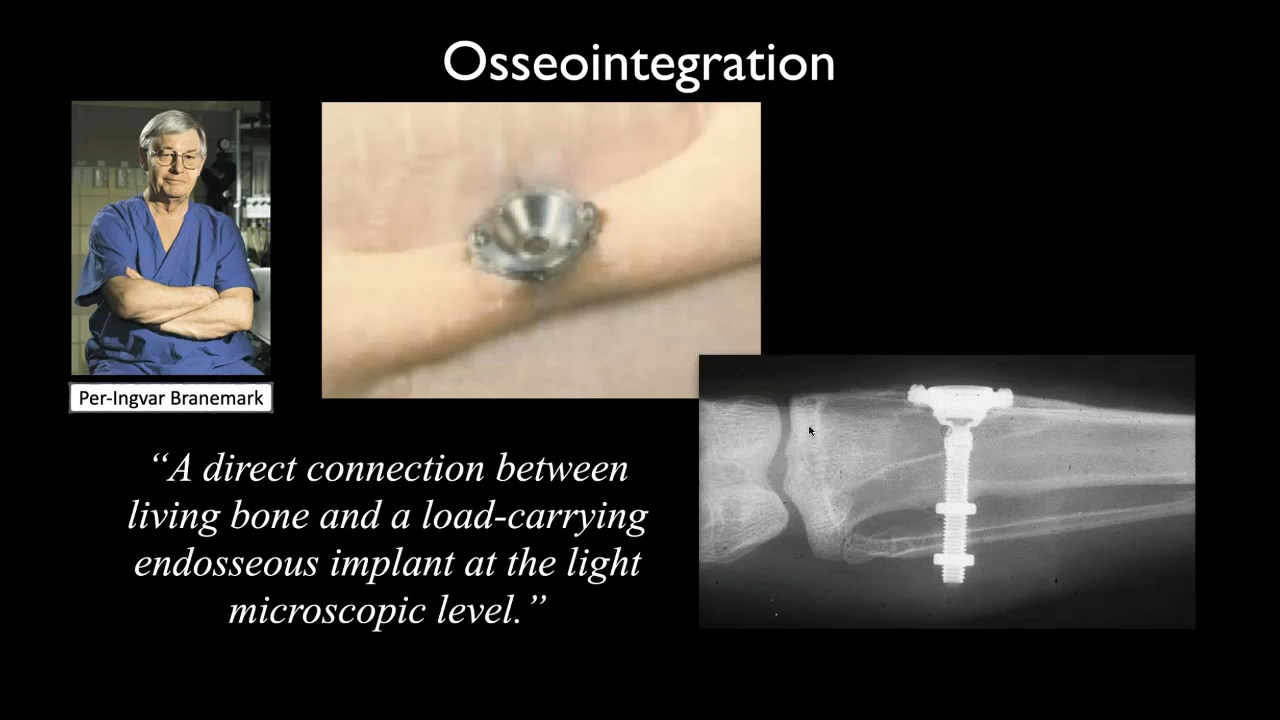 Osseointegration
Per-Ingvar Branemark
“A direct connection between
living bone and a load-carrying
endosseous implant at the light
microscopic level.”